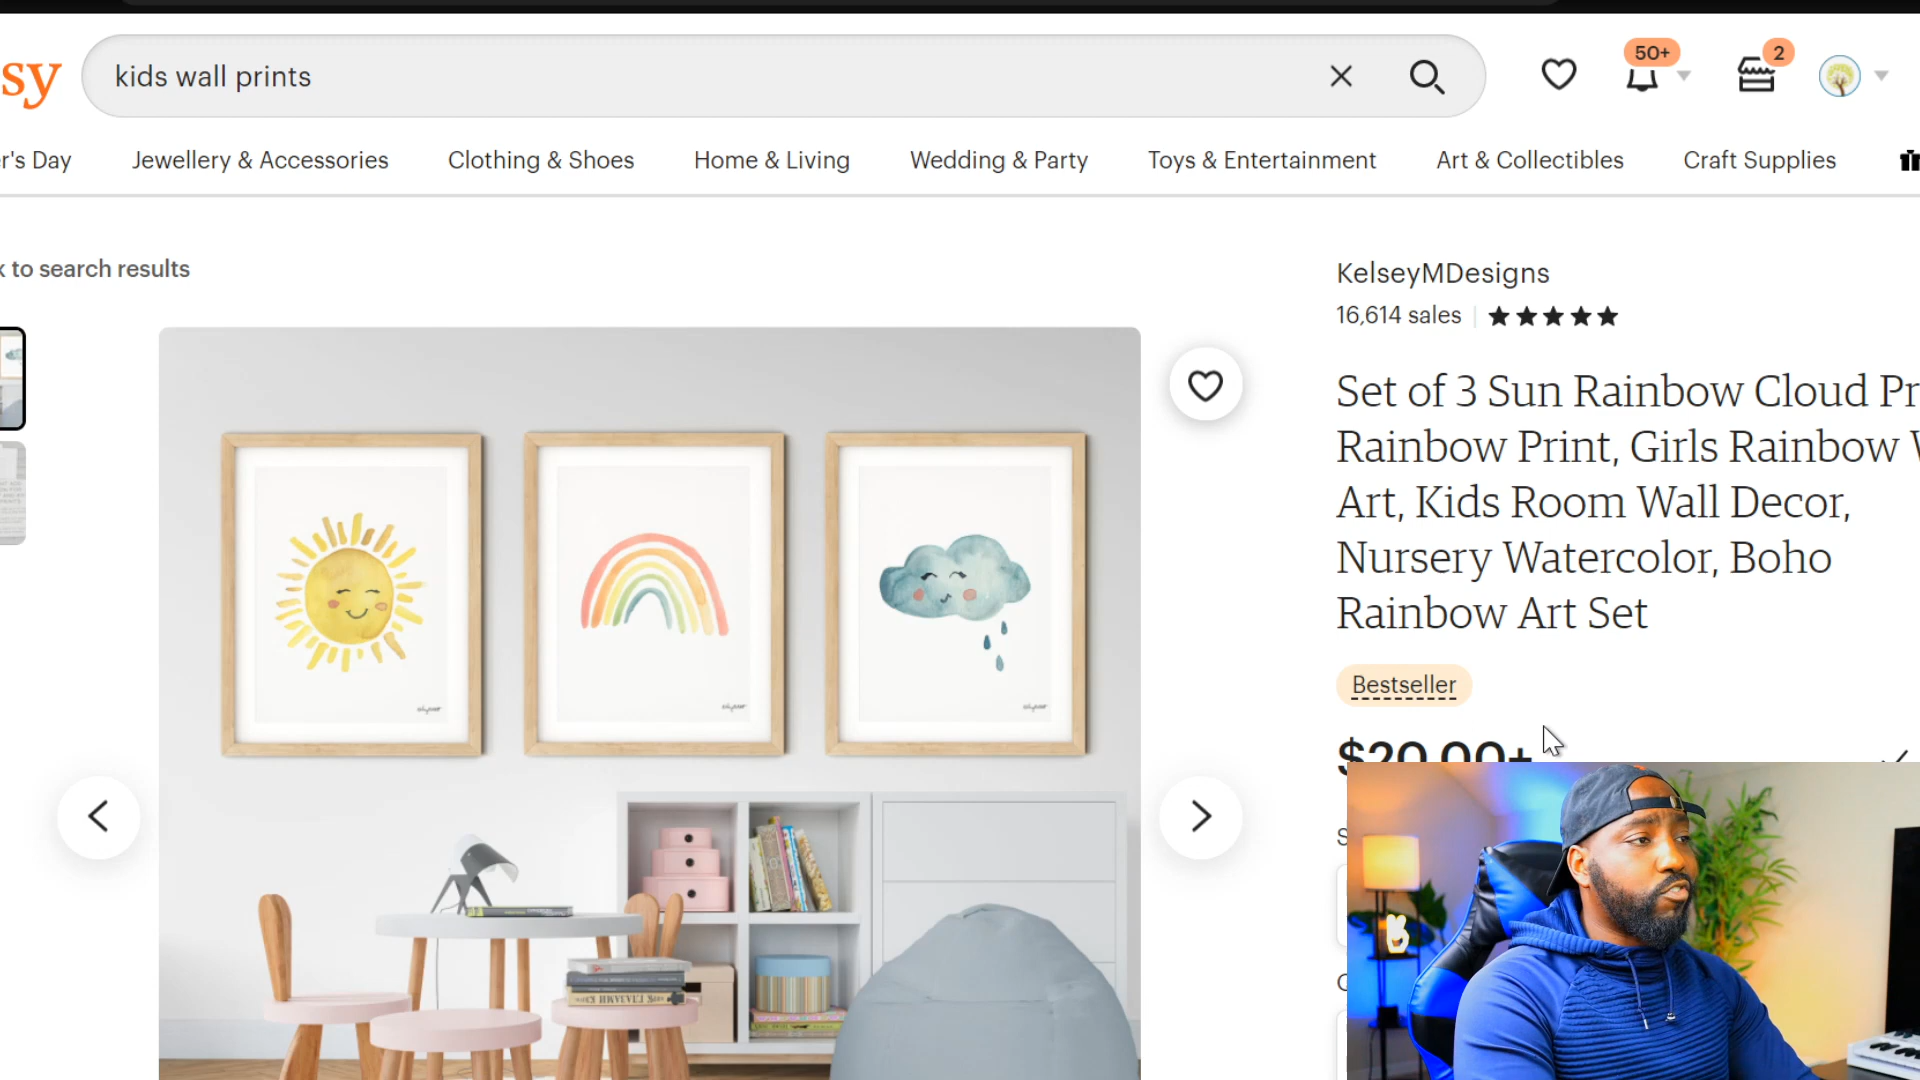 sy
kids wall prints
50+
2
r's Day
Jewellery & Accessories
Clothing & Shoes
Home & Living
Wedding & Party
Toys & Entertainment
Art & Collectibles
Craft Supplies
to search results
KelseyMDesigns
16,614 sales
Set of 3 Sun Rainbow Cloud Pr
Rainbow Print, Girls Rainbow W
Art, Kids Room Wall Decor,
Nursery Watercolor, Boho
Rainbow Art Set
Bestseller
$20.00+